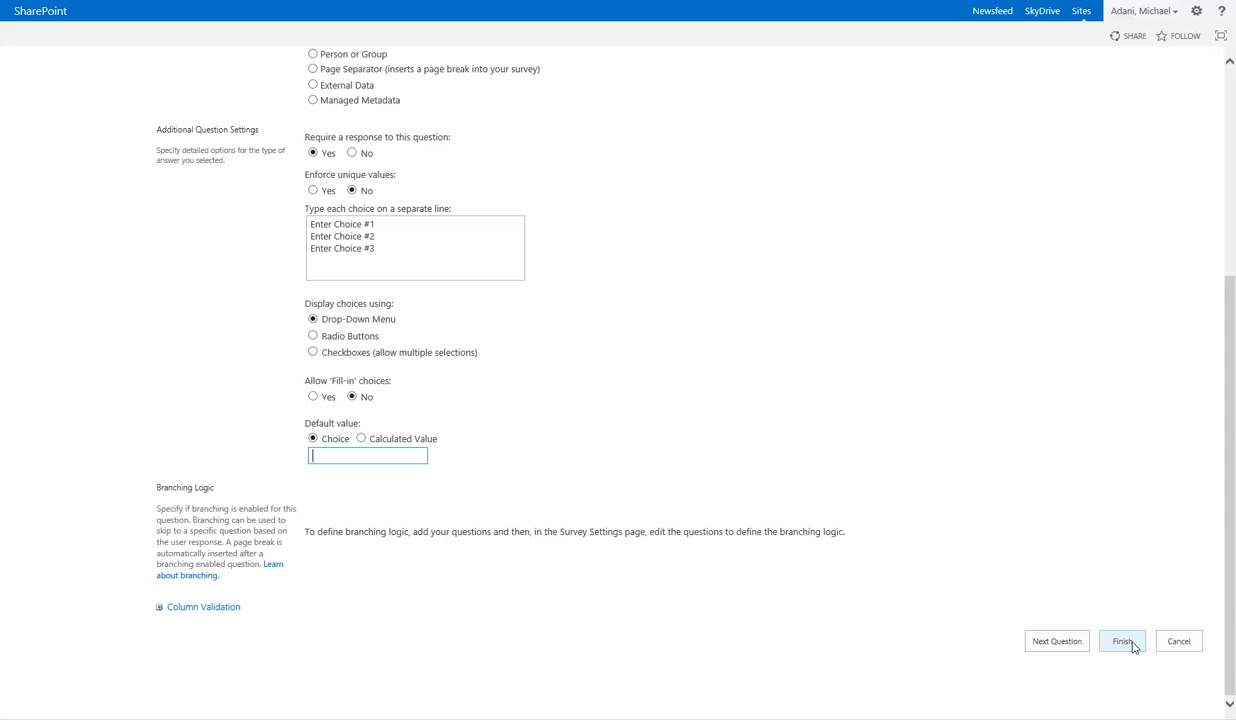 SharePoint
Newsfeed SkyDrive Sites Adani, Michael ?
SHARE FOLLOW
Person or Group
Page Separator (inserts a page break into your survey)
External Data
Managed Metadata
Additional Question Settings
Specify detailed options for the type of
answer you selected.
Require a response to this question:
Yes No
Enforce unique values:
Yes No
Type each choice on a separate line:
Enter Choice #1
Enter Choice #2
Enter Choice #3
Display choices using:
Drop-Down Menu
Radio Buttons
Checkboxes (allow multiple selections)
Allow 'Fill-in' choices:
Yes No
Default value:
Choice Calculated Value
Branching Logic
Specify if branching is enabled for this
question. Branching can be used to
skip to a specific question based on
the user response. A page break is
automatically inserted after a
branching enabled question. Learn
about branching.
To define branching logic, add your questions and then, in the Survey Settings page, edit the questions to define the branching logic.
Column Validation
Next Question Finish Cancel